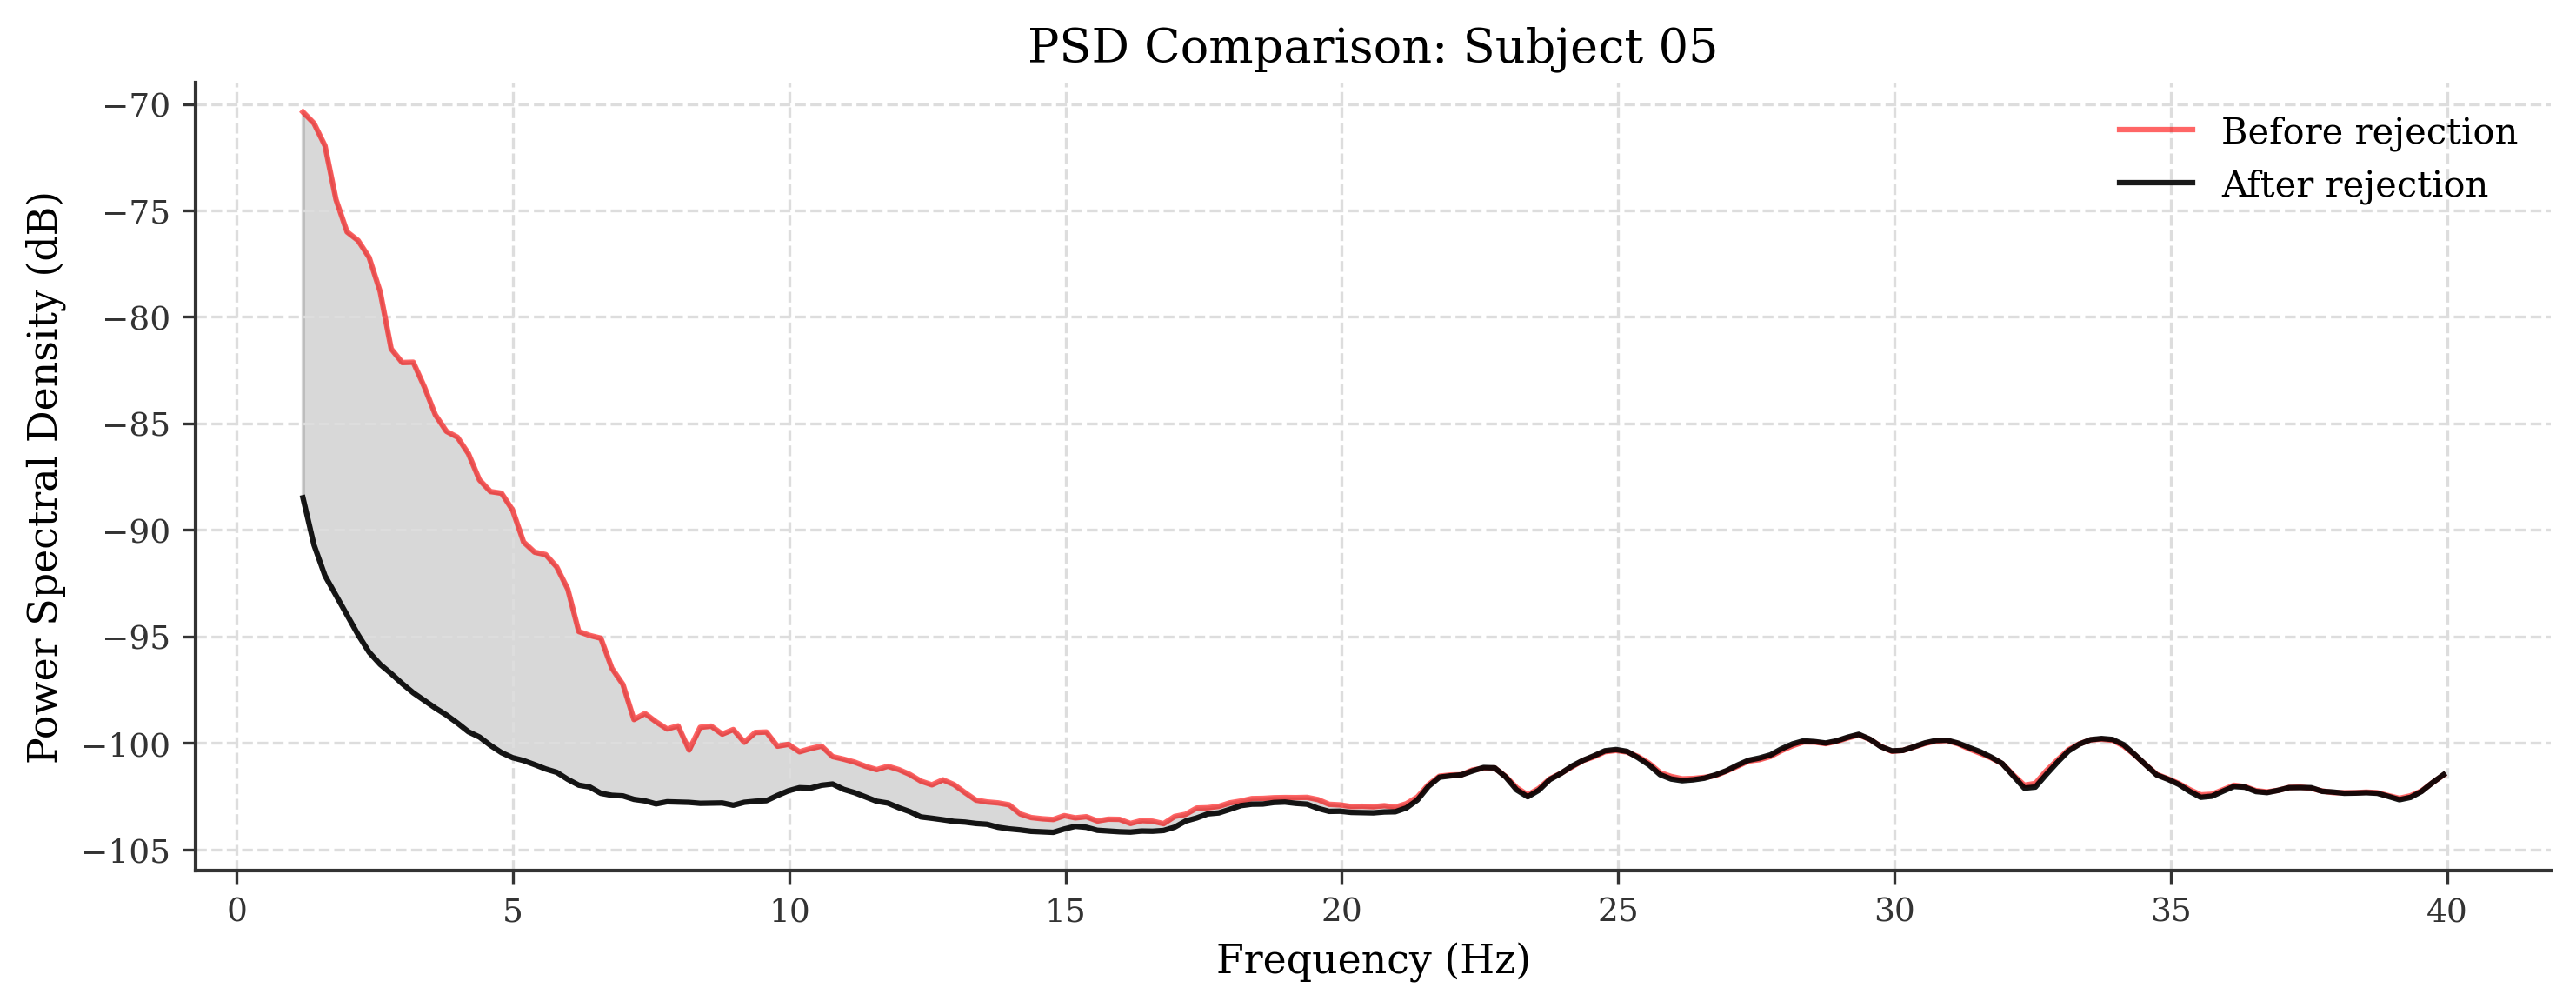 PSD Comparison: Subject 05
Power Spectral Density (dB)
−70
−75
−80
−85
−90
−95
−100
−105
Before rejection
After rejection
0 5 10 15 20 25 30 35 40
Frequency (Hz)